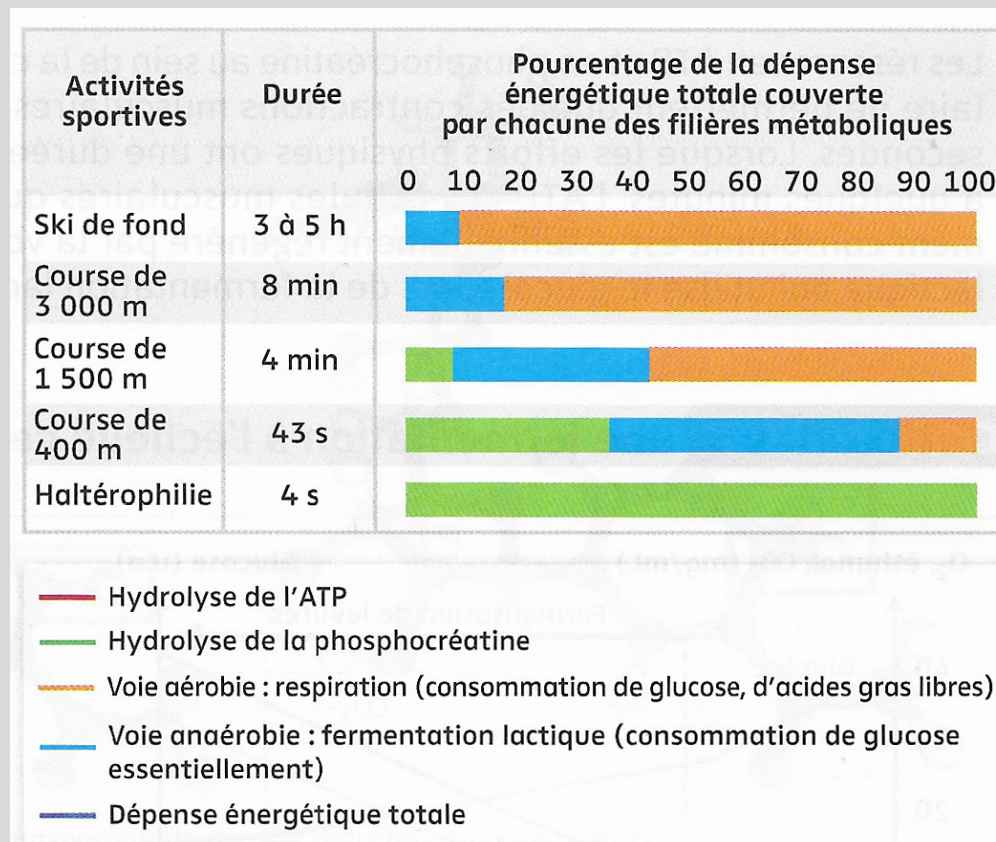 Activités
sportives
Durée
Pourcentage de la dépense
énergétique totale couverte
par chacune des filières métaboliques
0 10 20 30 40 50 60 70 80 90 100
Ski de fond 3 à 5 h
Course de
3 000 m
8 min
Course de
1 500 m
4 min
Course de
400 m
43 s
Haltérophilie 4 s
Hydrolyse de l'ATP
Hydrolyse de la phosphocréatine
Voie aérobie : respiration (consommation de glucose, d'acides gras libres)
Voie anaérobie : fermentation lactique (consommation de glucose
essentiellement)
Dépense énergétique totale